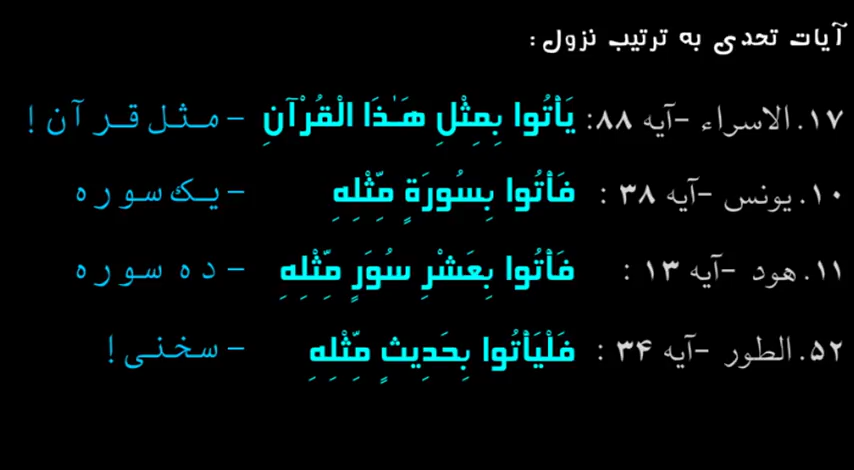 آیات تحدی به ترتیب نزول:
۱۷. الاسراء –آیه ۸۸: يَأْتُوا بِمِثْلِ هَـٰذَا الْقُرْآنِ – مثل قرآن!
۱۰. یونس –آیه ۳۸ : فَأْتُوا بِسُورَةٍ مِّثْلِهِ – یک سوره
۱۱. هود –آیه ۱۳ : فَأْتُوا بِعَشْرِ سُوَرٍ مِّثْلِهِ – ده سوره
۵۲. الطور –آیه ۳۴ : فَلْيَأْتُوا بِحَدِيثٍ مِّثْلِهِ – سخنی!